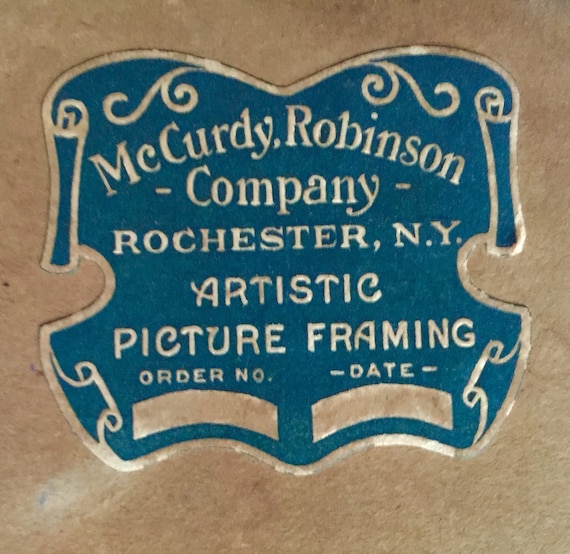 McCurdy, Robinson
- Company -
ROCHESTER, N.Y.
ARTISTIC
PICTURE FRAMING
ORDER NO. -DATE-